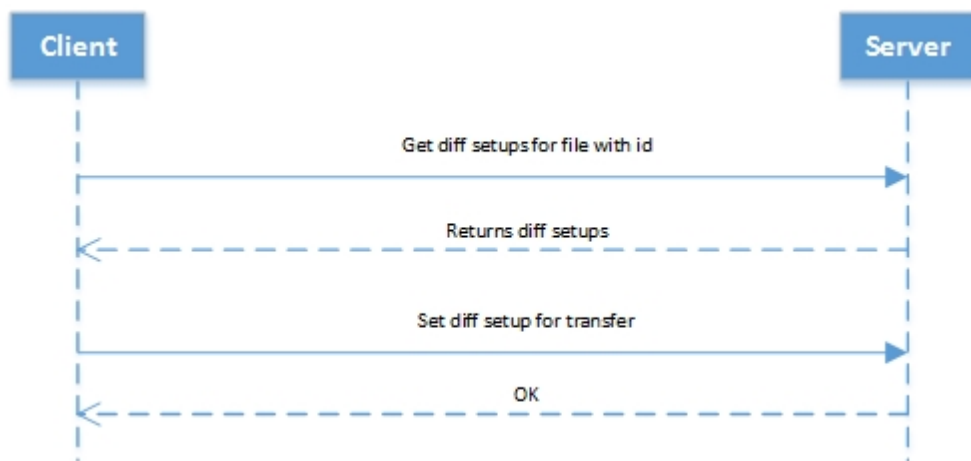 Client
Server
Get diff setups for file with id
Returns diff setups
Set diff setup for transfer
OK